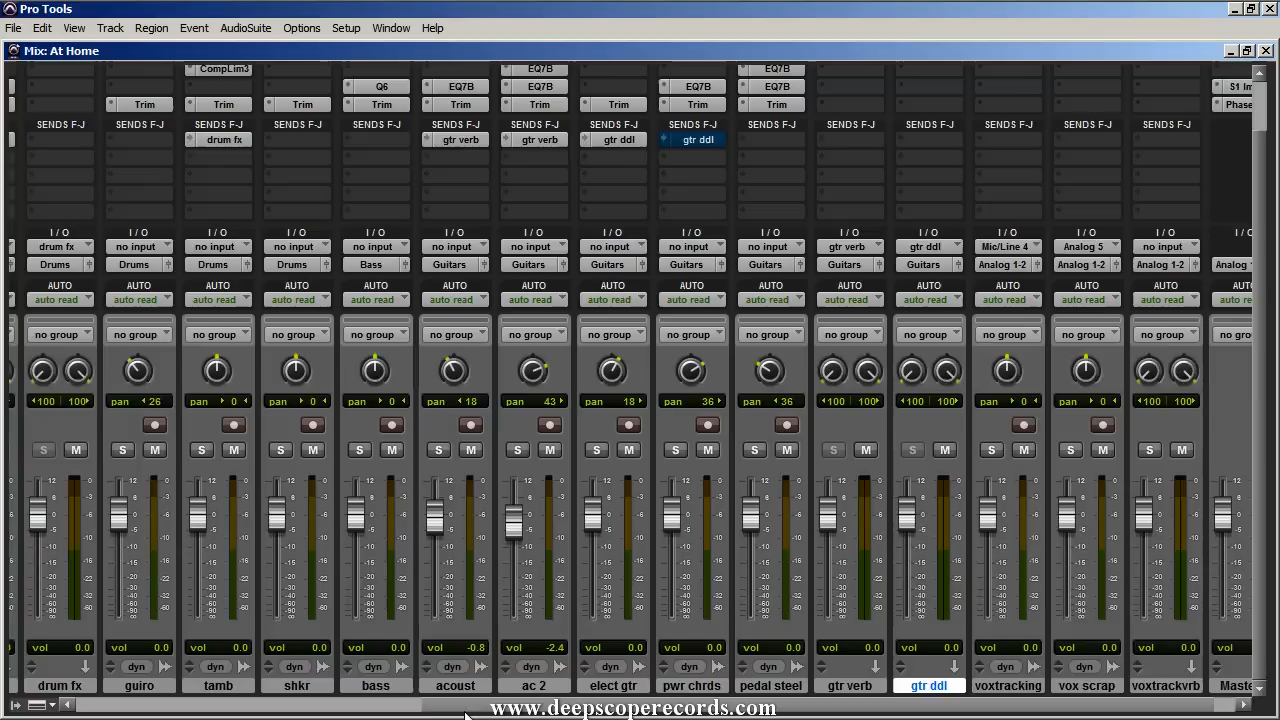 Pro Tools
File Edit View Track Region Event AudioSuite Options Setup Window Help
Mix: At Home
CompLim3 EQ7B EQ7B
Q6 EQ7B EQ7B EQ7B EQ7B
Trim Trim Trim Trim Trim Trim Trim Trim
SENDS F-J SENDS F-J SENDS F-J SENDS F-J SENDS F-J SENDS F-J SENDS F-J SENDS F-J SENDS F-J SENDS F-J SENDS F-J SENDS F-J SENDS F-J SENDS F-J SENDS F-J
drum fx gtr verb gtr verb gtr ddl gtr ddl
I / O I / O I / O I / O I / O I / O I / O I / O I / O I / O I / O I / O I / O I / O I / O
drum fx no input no input no input no input no input no input no input no input no input gtr verb gtr ddl Mic/Line 4 Analog 5 no input
Drums Drums Drums Drums Bass Guitars Guitars Guitars Guitars Guitars Guitars Guitars Analog 1-2 Analog 1-2 Analog 1-2
AUTO AUTO AUTO AUTO AUTO AUTO AUTO AUTO AUTO AUTO AUTO AUTO AUTO AUTO AUTO
auto read auto read auto read auto read auto read auto read auto read auto read auto read auto read auto read auto read auto read auto read auto read
no group no group no group no group no group no group no group no group no group no group no group no group no group no group no group
100 100 pan 26 pan 0 pan 0 pan 0 pan 18 pan 43 pan 18 pan 36 pan 36 100 100 100 100 pan 0 pan 0 100 100
S M S M S M S M S M S M S M S M S M S M S M S M S M S M S M
vol 0.0 vol 0.0 vol 0.0 vol 0.0 vol 0.0 vol -0.8 vol -2.4 vol 0.0 vol 0.0 vol 0.0 vol 0.0 vol 0.0 vol 0.0 vol 0.0 vol 0.0 vol
dyn dyn dyn dyn dyn dyn dyn dyn dyn dyn dyn
drum fx guiro tamb shkr bass acoust ac 2 elect gtr pwr chrds pedal steel gtr verb gtr ddl voxtracking vox scrap voxtrackvrb
www.deepscoperecords.com